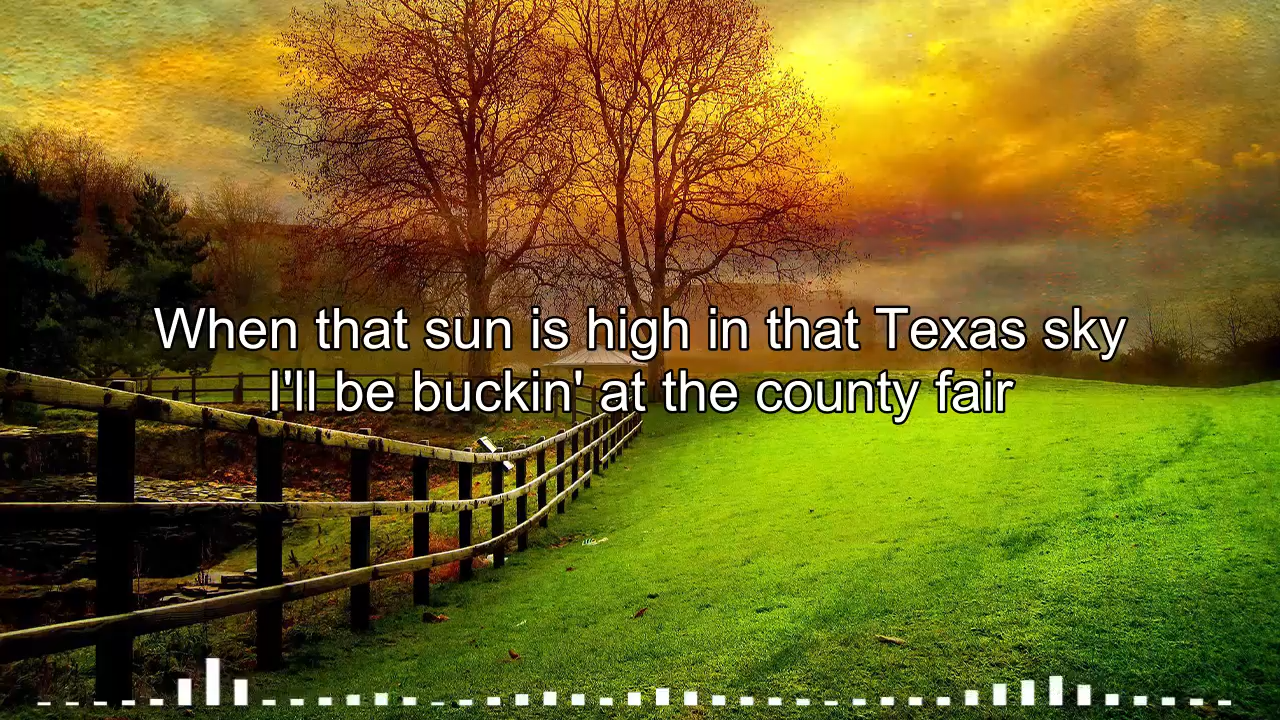 When that sun is high in that Texas sky
I'll be buckin' at the county fair